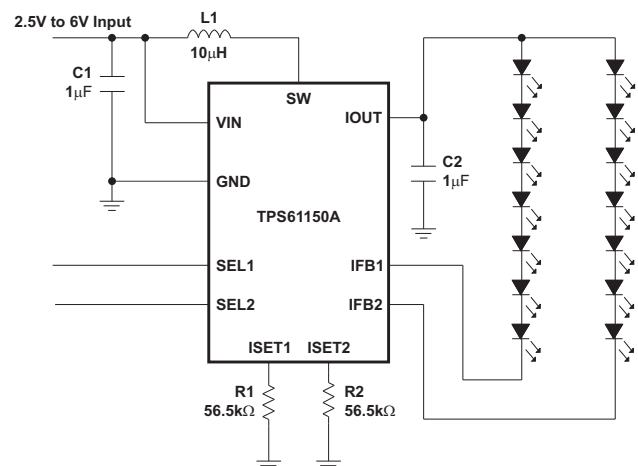 2.5V to 6V Input
L1
10μH
C1
1μF
SW
VIN
IOUT
C2
1μF
GND
TPS61150A
SEL1
IFB1
SEL2
IFB2
ISET1
ISET2
R1
56.5kΩ
R2
56.5kΩ